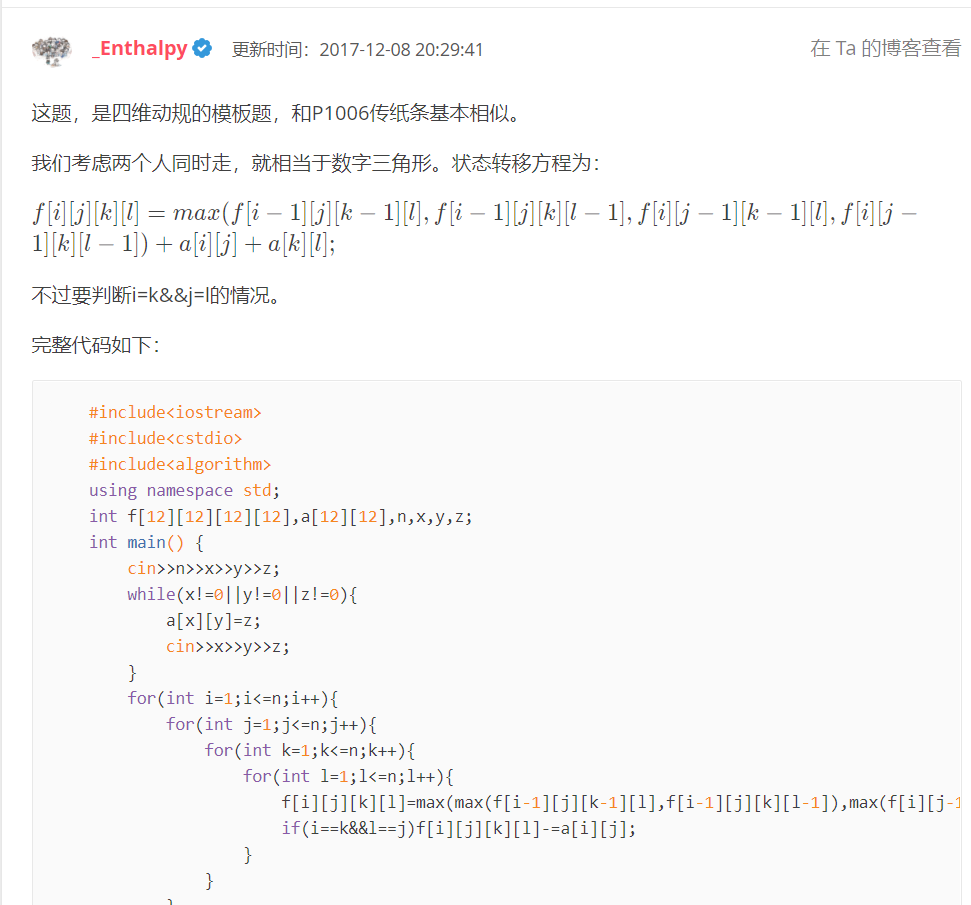 _Enthalpy 更新时间：2017-12-08 20:29:41 在 Ta 的博客查看
这题，是四维动规的模板题，和P1006传纸条基本相似。
我们考虑两个人同时走，就相当于数字三角形。状态转移方程为：
f[i][j][k][l] = max(f[i − 1][j][k − 1][l], f[i − 1][j][k][l − 1], f[i][j − 1][k − 1][l], f[i][j −
1][k][l − 1]) + a[i][j] + a[k][l];
不过要判断i=k&&j=l的情况。
完整代码如下：
#include<iostream>
#include<cstdio>
#include<algorithm>
using namespace std;
int f[12][12][12][12],a[12][12],n,x,y,z;
int main() {
cin>>n>>x>>y>>z;
while(x!=0||y!=0||z!=0){
a[x][y]=z;
cin>>x>>y>>z;
}
for(int i=1;i<=n;i++){
for(int j=1;j<=n;j++){
for(int k=1;k<=n;k++){
for(int l=1;l<=n;l++){
f[i][j][k][l]=max(max(f[i-1][j][k-1][l],f[i-1][j][k][l-1]),max(f[i][j-1
if(i==k&&l==j)f[i][j][k][l]-=a[i][j];
}
}
}